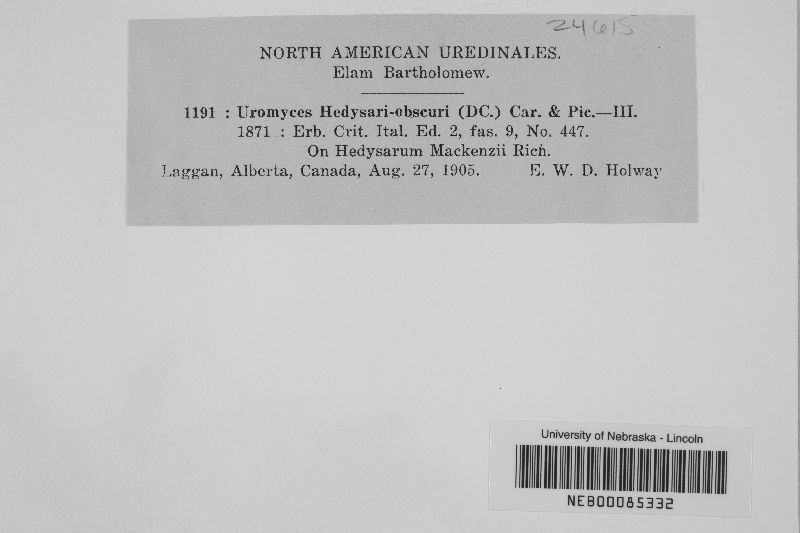 24615
NORTH AMERICAN UREDINALES.
Elam Bartholomew.
1191 : Uromyces Hedysari-obscuri (DC.) Car. & Pic.—III.
1871 : Erb. Crit. Ital. Ed. 2, fas. 9, No. 447.
On Hedysarum Mackenzii Rich.
Laggan, Alberta, Canada, Aug. 27, 1905. E. W. D. Holway
University of Nebraska - Lincoln
NEB00085332